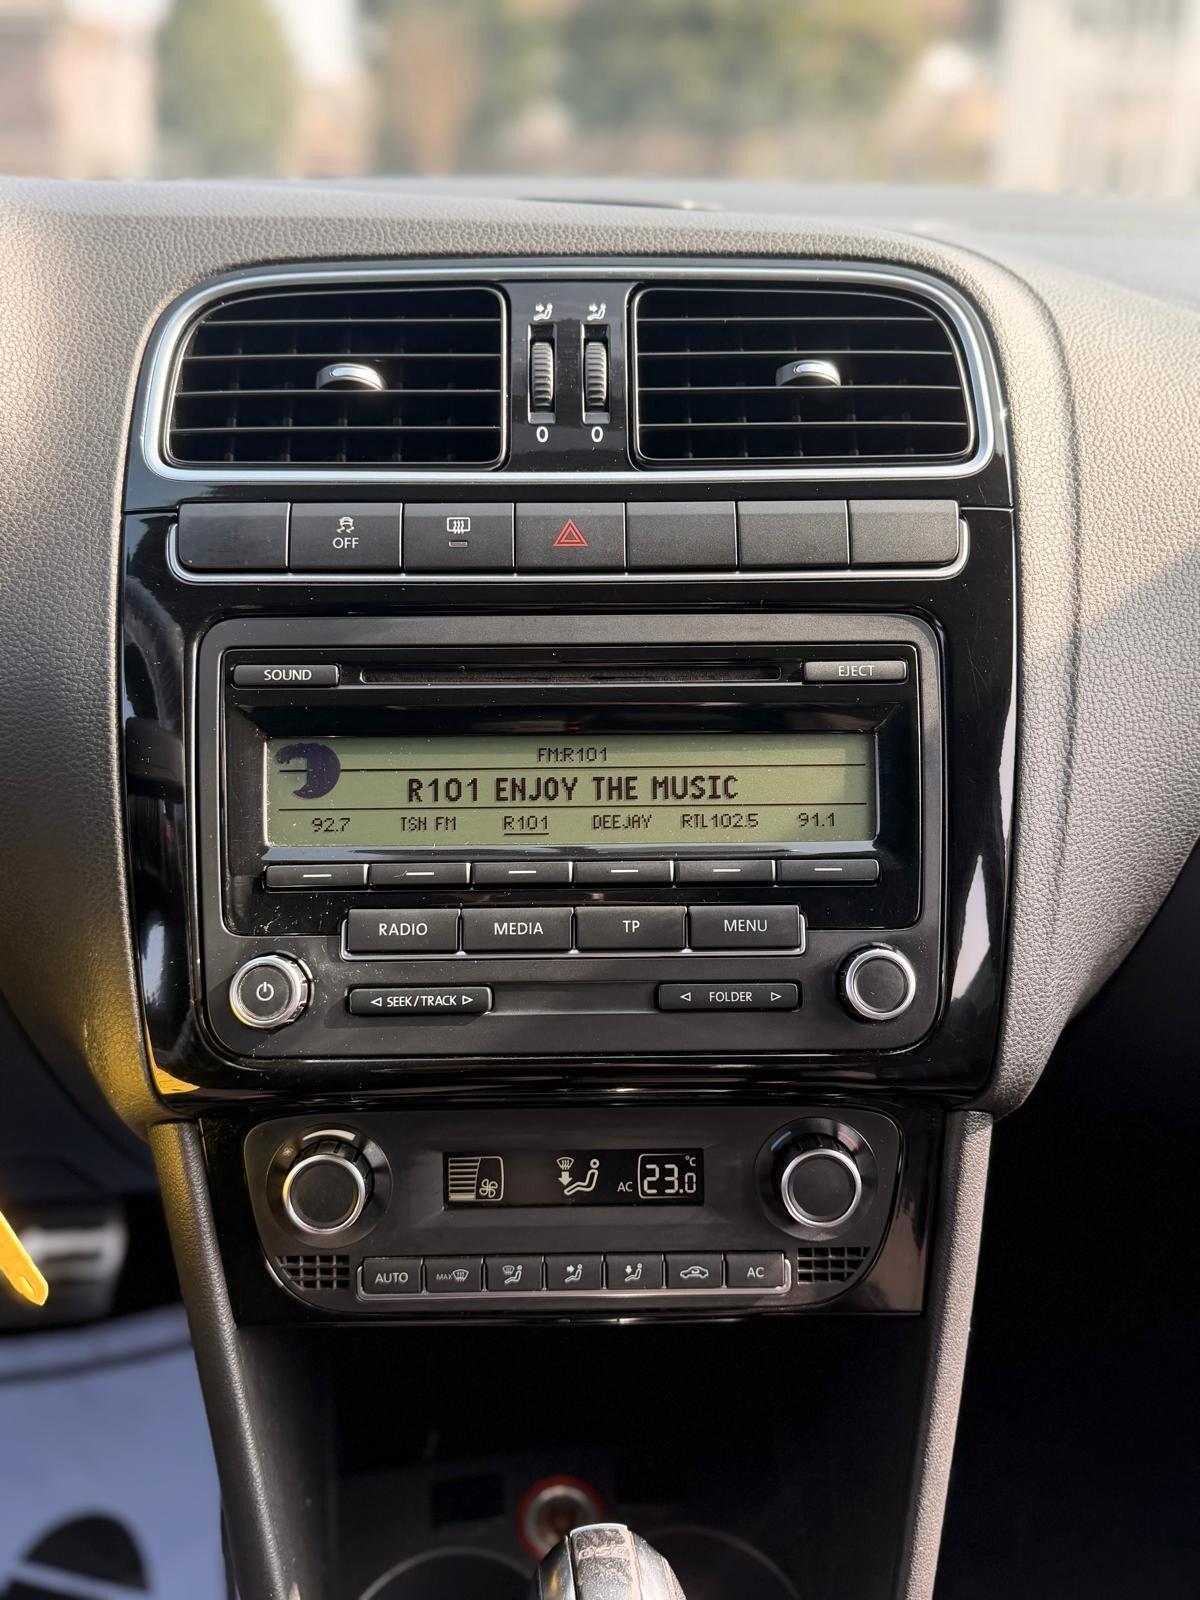 0 0
OFF
SOUND EJECT
FM:R101
R101 ENJOY THE MUSIC
92.7 TSN FM R101 DEEJAY RTL102.5 91.1
RADIO MEDIA TP MENU
SEEK/TRACK FOLDER
AC 23.0 °C
AUTO MAX AC
DSG